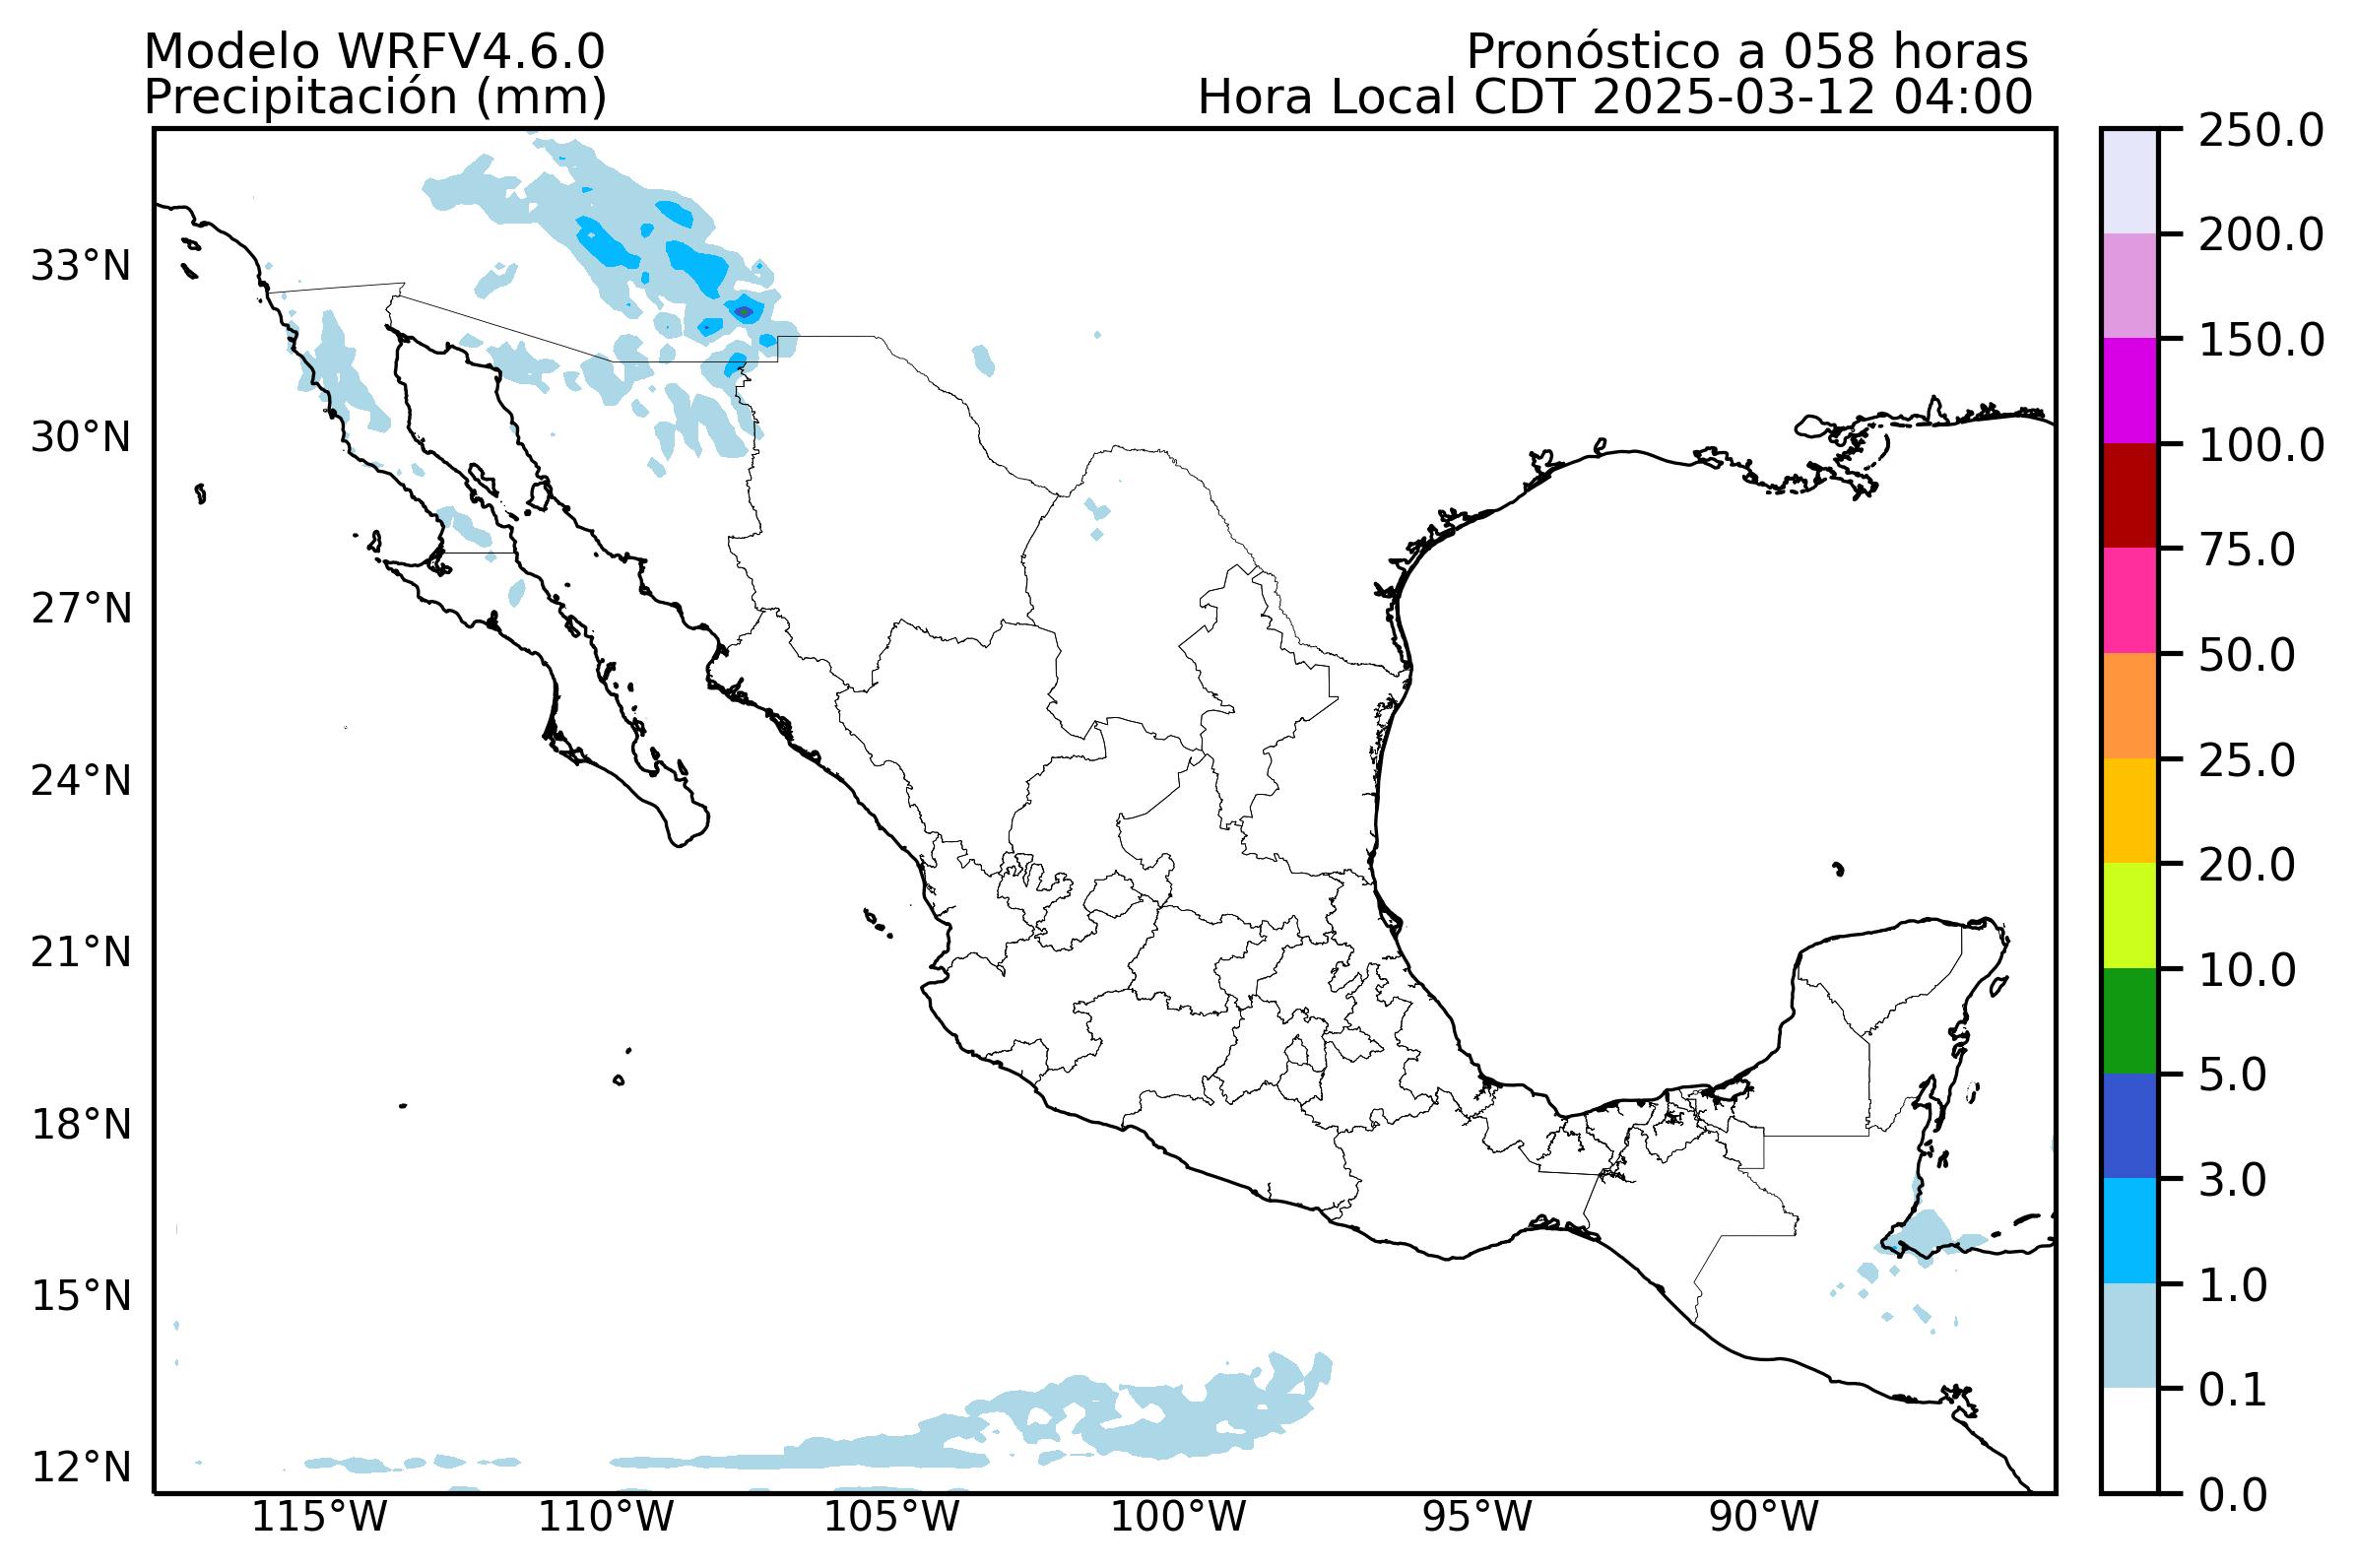 Modelo WRFV4.6.0
Precipitación (mm)
Pronóstico a 058 horas
Hora Local CDT 2025-03-12 04:00
33°N
30°N
27°N
24°N
21°N
18°N
15°N
12°N
115°W
110°W
105°W
100°W
95°W
90°W
250.0
200.0
150.0
100.0
75.0
50.0
25.0
20.0
10.0
5.0
3.0
1.0
0.1
0.0